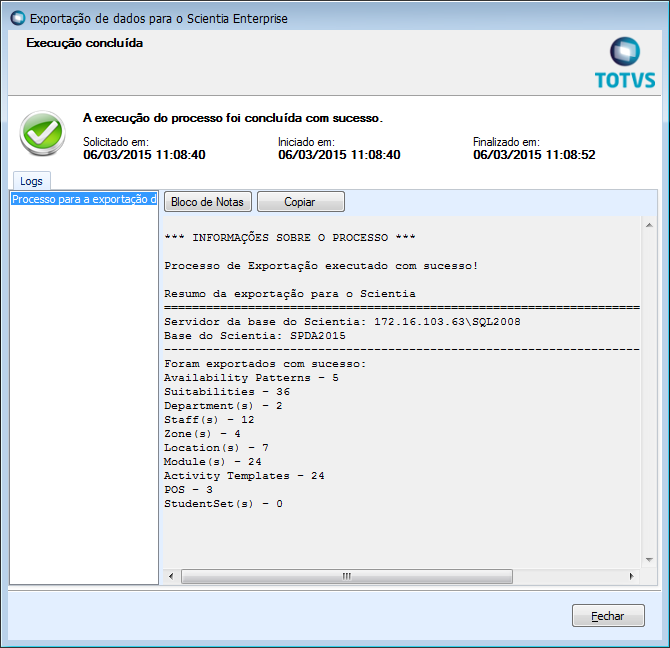 Exportação de dados para o Scientia Enterprise
Execução concluída
TOTVS
A execução do processo foi concluída com sucesso.
Solicitado em: Iniciado em: Finalizado em:
06/03/2015 11:08:40 06/03/2015 11:08:40 06/03/2015 11:08:52
Logs
Processo para a exportação d
Bloco de Notas Copiar
*** INFORMAÇÕES SOBRE O PROCESSO ***
Processo de Exportação executado com sucesso!
Resumo da exportação para o Scientia
================================================================
Servidor da base do Scientia: 172.16.103.63\SQL2008
Base do Scientia: SPDA2015
----------------------------------------------------------------
Foram exportados com sucesso:
Availability Patterns - 5
Suitabilities - 36
Department(s) - 2
Staff(s) - 12
Zone(s) - 4
Location(s) - 7
Module(s) - 24
Activity Templates - 24
POS - 3
StudentSet(s) - 0
Fechar